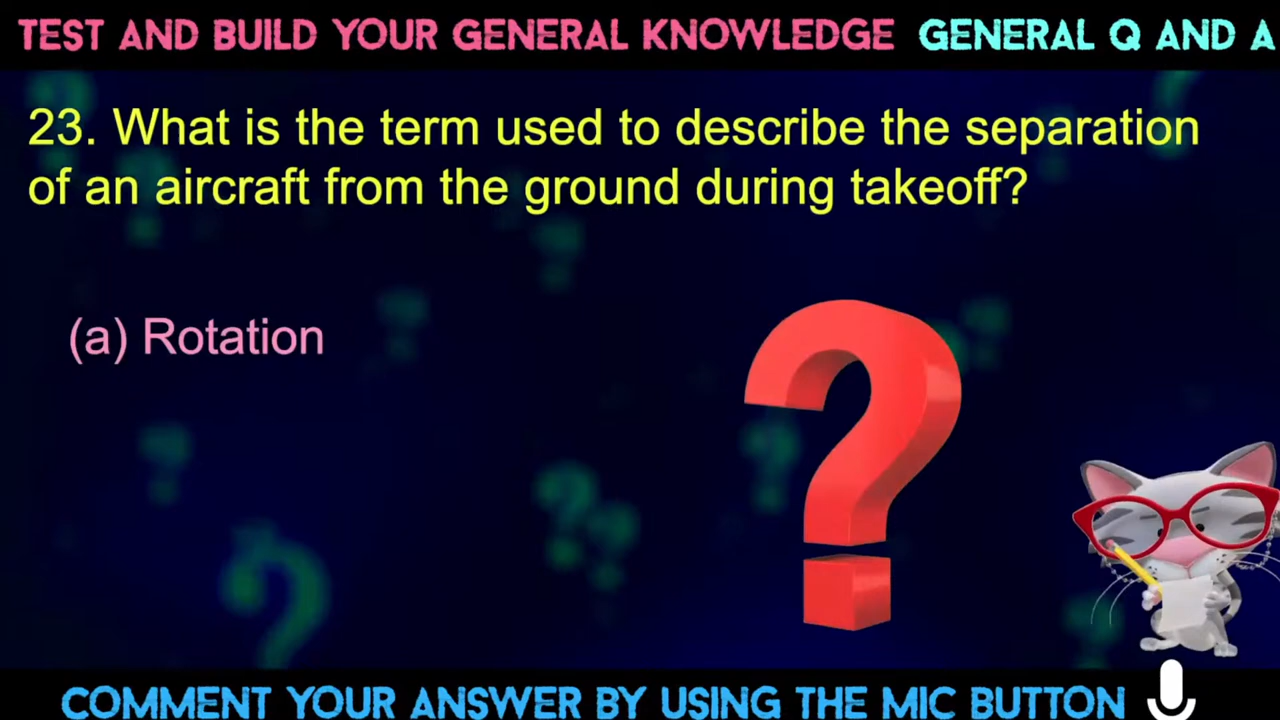 TEST AND BUILD YOUR GENERAL KNOWLEDGE GENERAL Q AND A
23. What is the term used to describe the separation
of an aircraft from the ground during takeoff?
(a) Rotation
COMMENT YOUR ANSWER BY USING THE MIC BUTTON